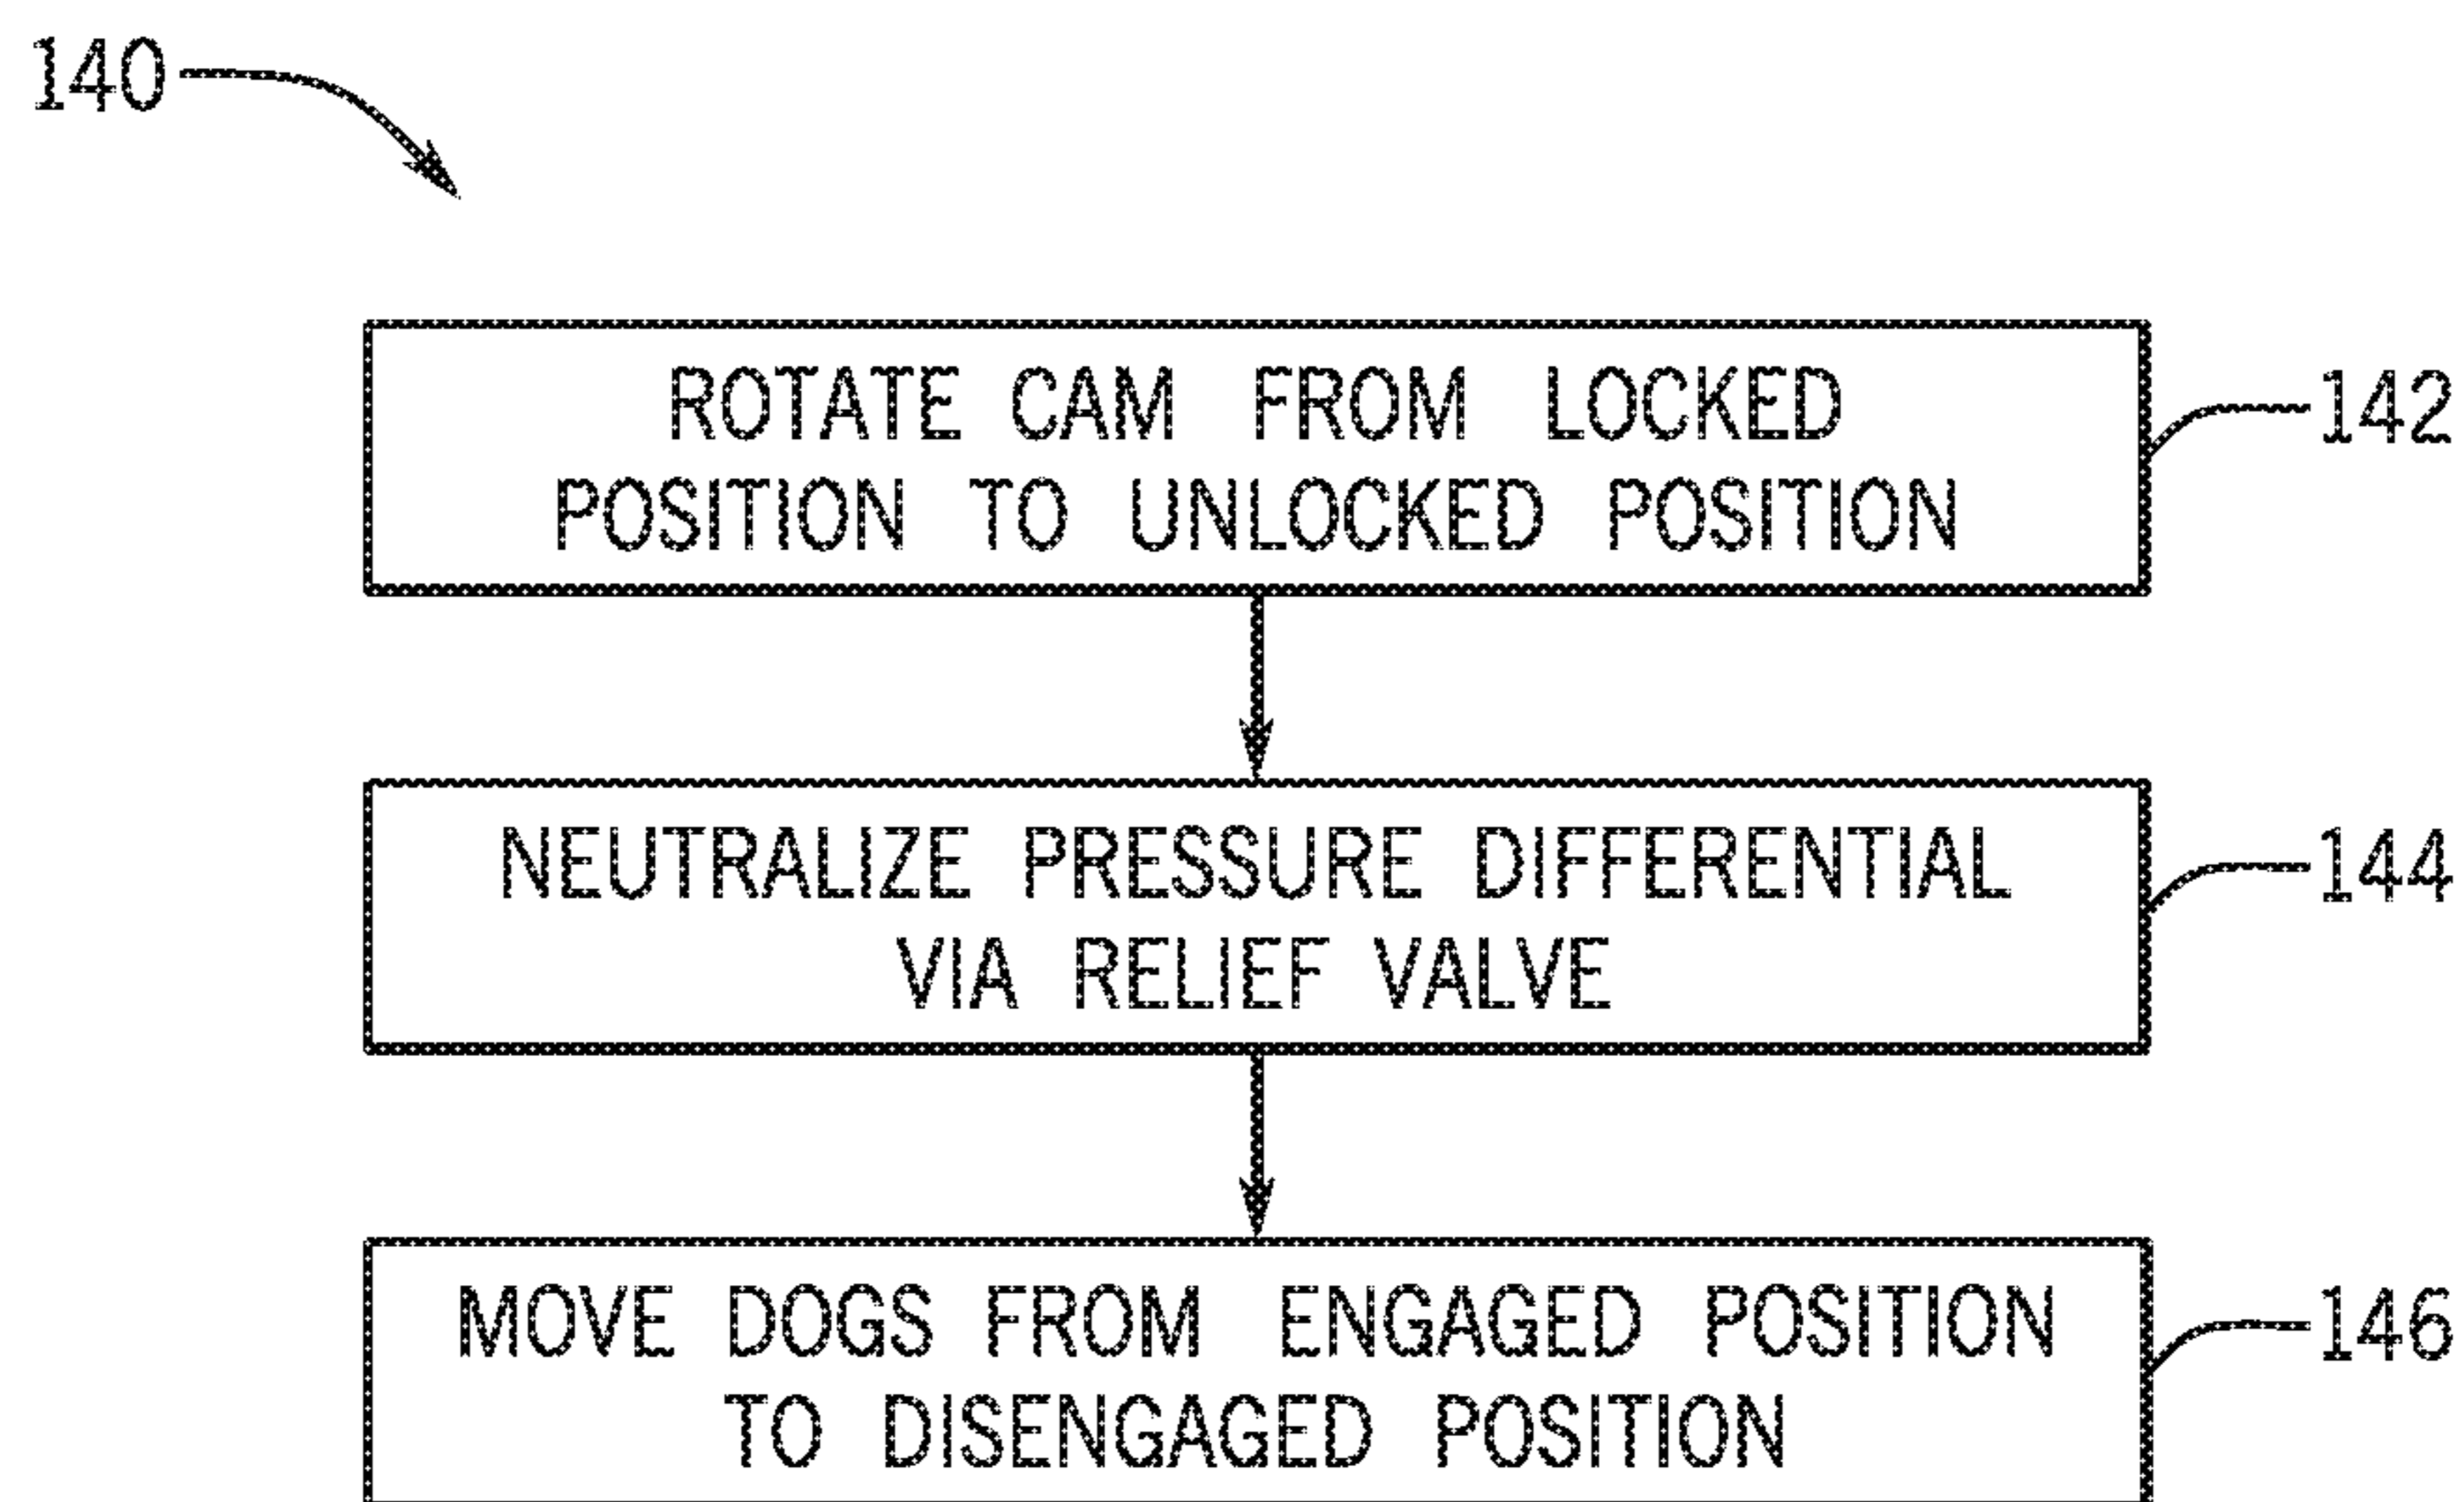 140
ROTATE CAM FROM LOCKED
POSITION TO UNLOCKED POSITION
142
NEUTRALIZE PRESSURE DIFFERENTIAL
VIA RELIEF VALVE
144
MOVE DOGS FROM ENGAGED POSITION
TO DISENGAGED POSITION
146